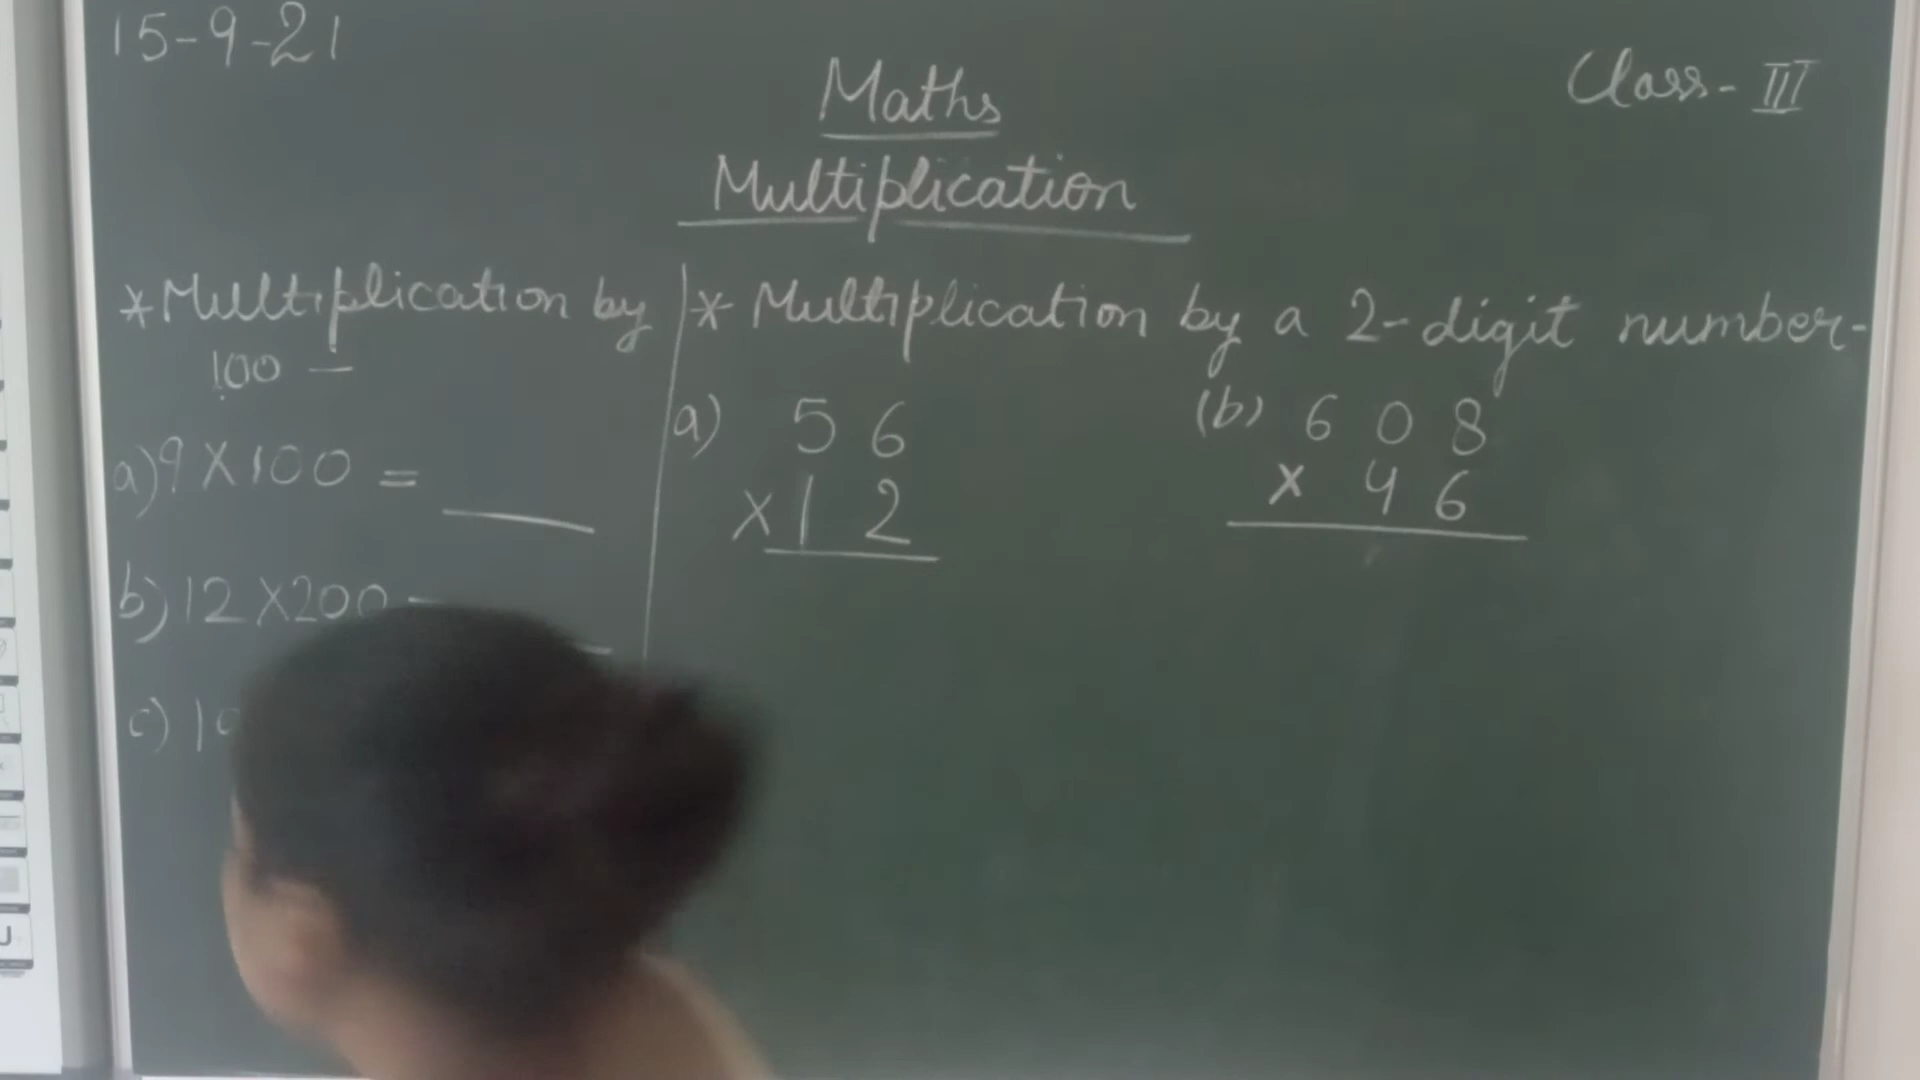 15-9-21
Class- III
Maths
Multiplication
* Multiplication by
100 -
a) 9 X 100 =
b) 12 X 200
c)
* Multiplication by a 2-digit number-
a) 5 6
X 1 2
(b) 6 0 8
x 4 6